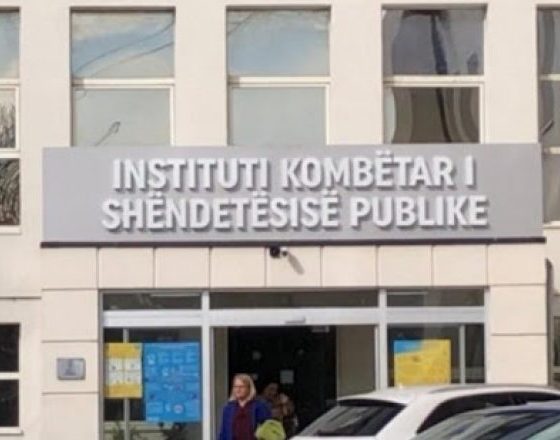 INSTITUTI KOMBËTAR I
SHËNDETËSISË PUBLIKE